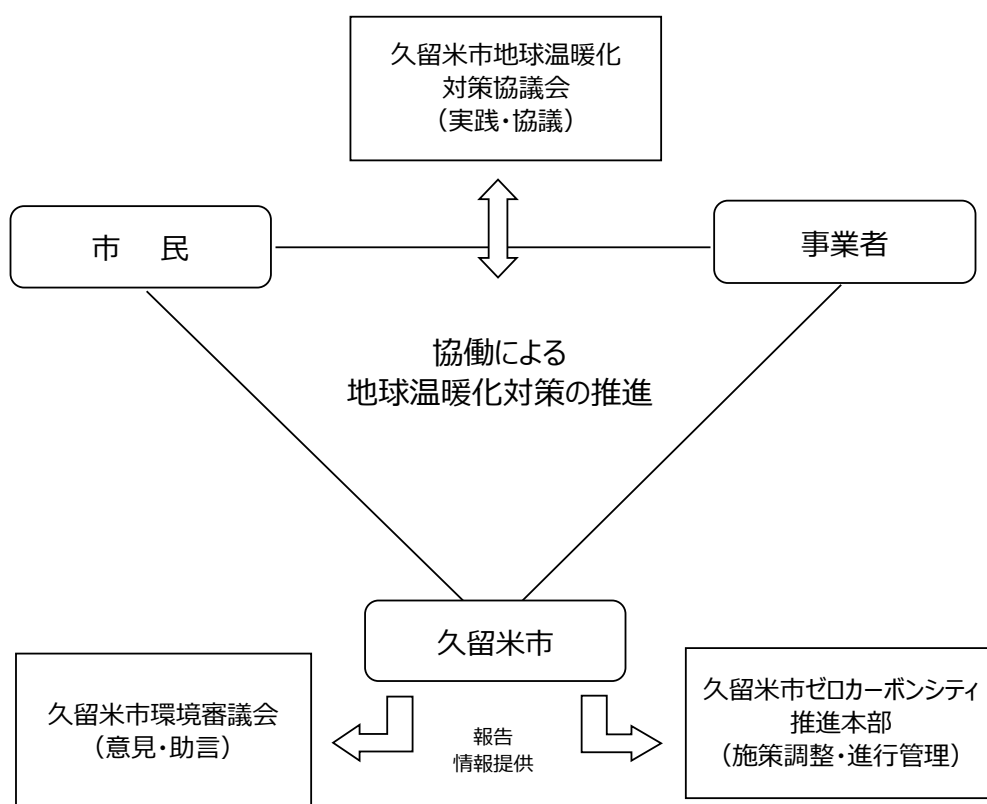 久留米市地球温暖化
対策協議会
（実践・協議）
市　民
事業者
協働による
地球温暖化対策の推進
久留米市
久留米市環境審議会
（意見・助言）
報告
情報提供
久留米市ゼロカーボンシティ
推進本部
（施策調整・進行管理）